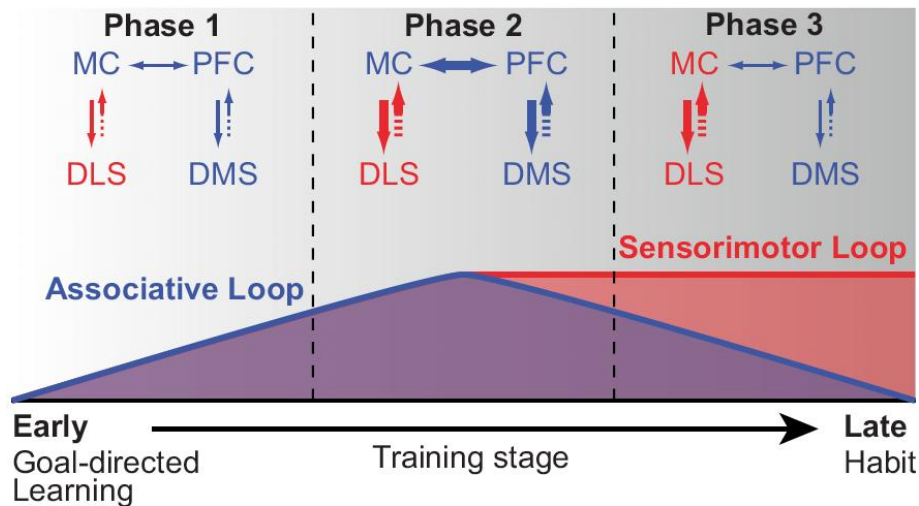 Phase 1
Phase 2
Phase 3
MC PFC
MC PFC
MC PFC
DLS DMS
DLS DMS
DLS DMS
Sensorimotor Loop
Associative Loop
Early
Goal-directed
Learning
Training stage
Late
Habit